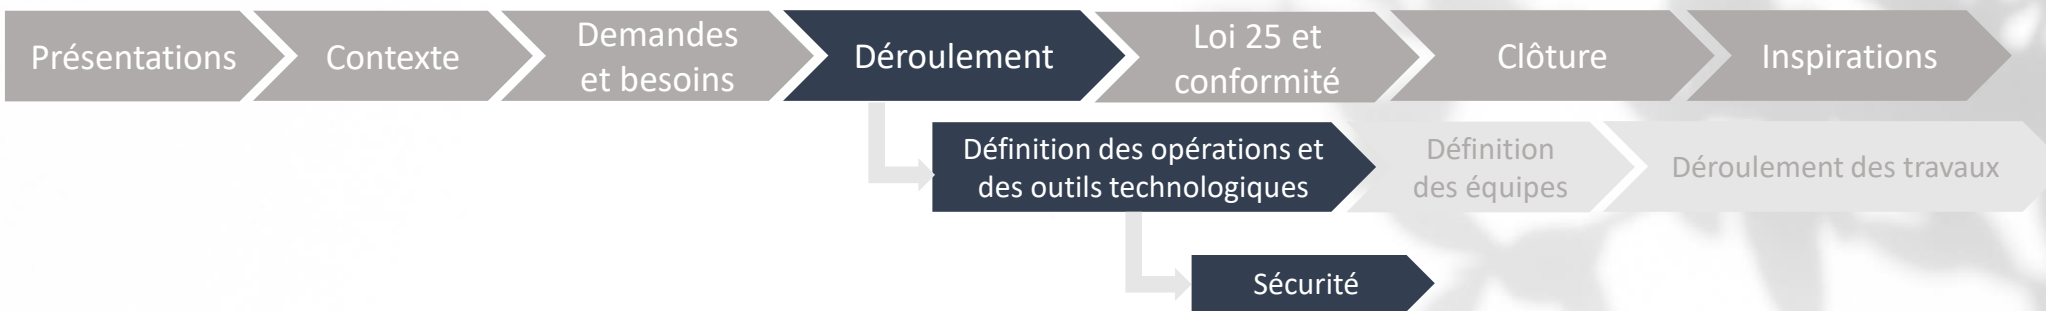 Présentations
Contexte
Demandes
et besoins
Déroulement
Loi 25 et
conformité
Clôture
Inspirations
Définition des opérations et
des outils technologiques
Définition
des équipes
Déroulement des travaux
Sécurité